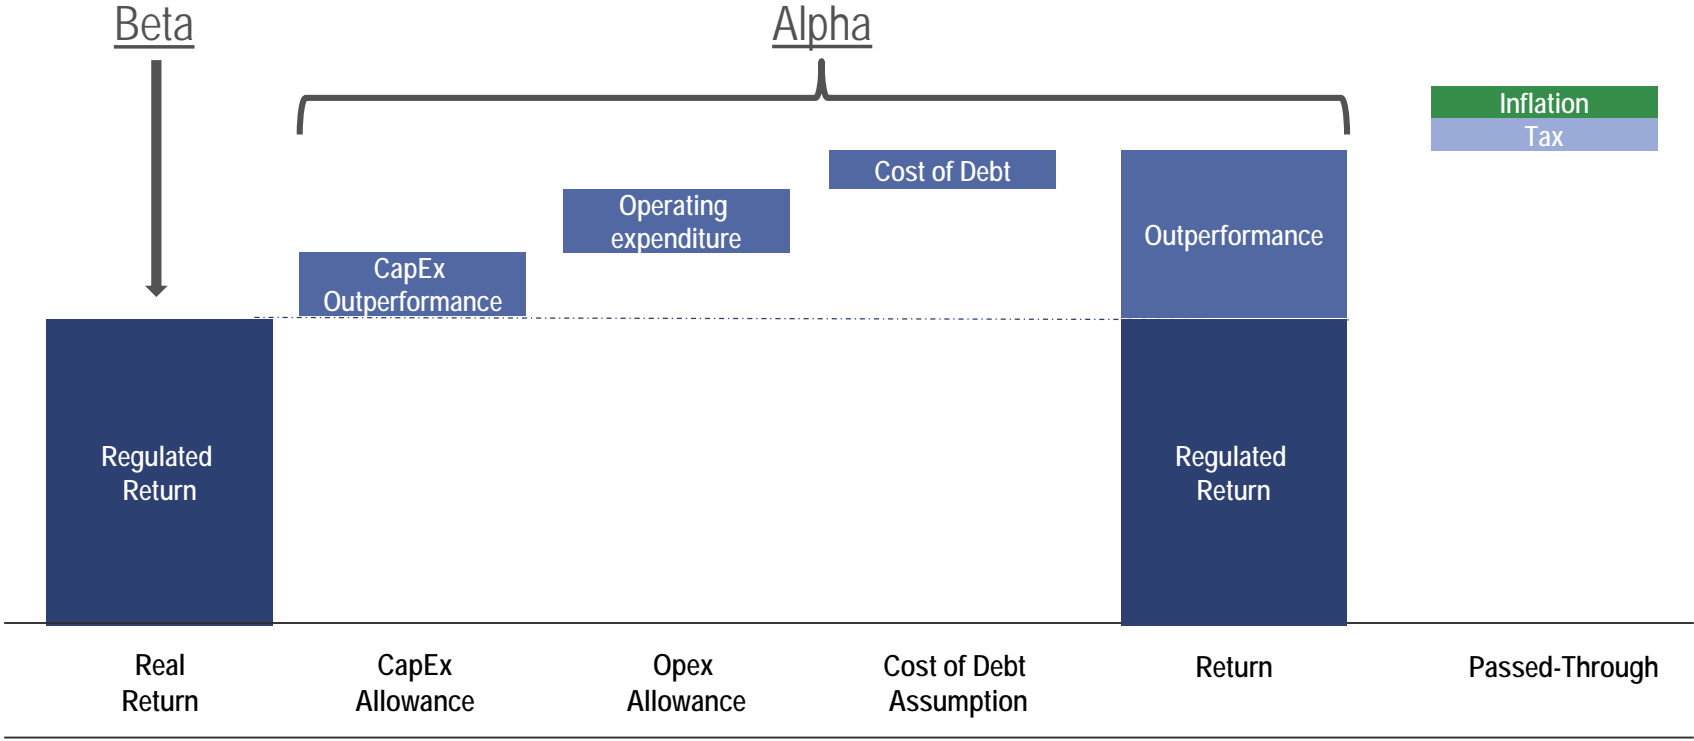 Beta
Alpha
Inflation
Tax
Cost of Debt
Operating
expenditure
Outperformance
CapEx
Outperformance
Regulated
Return
Regulated
Return
Real
Return
CapEx
Allowance
Opex
Allowance
Cost of Debt
Assumption
Return
Passed-Through